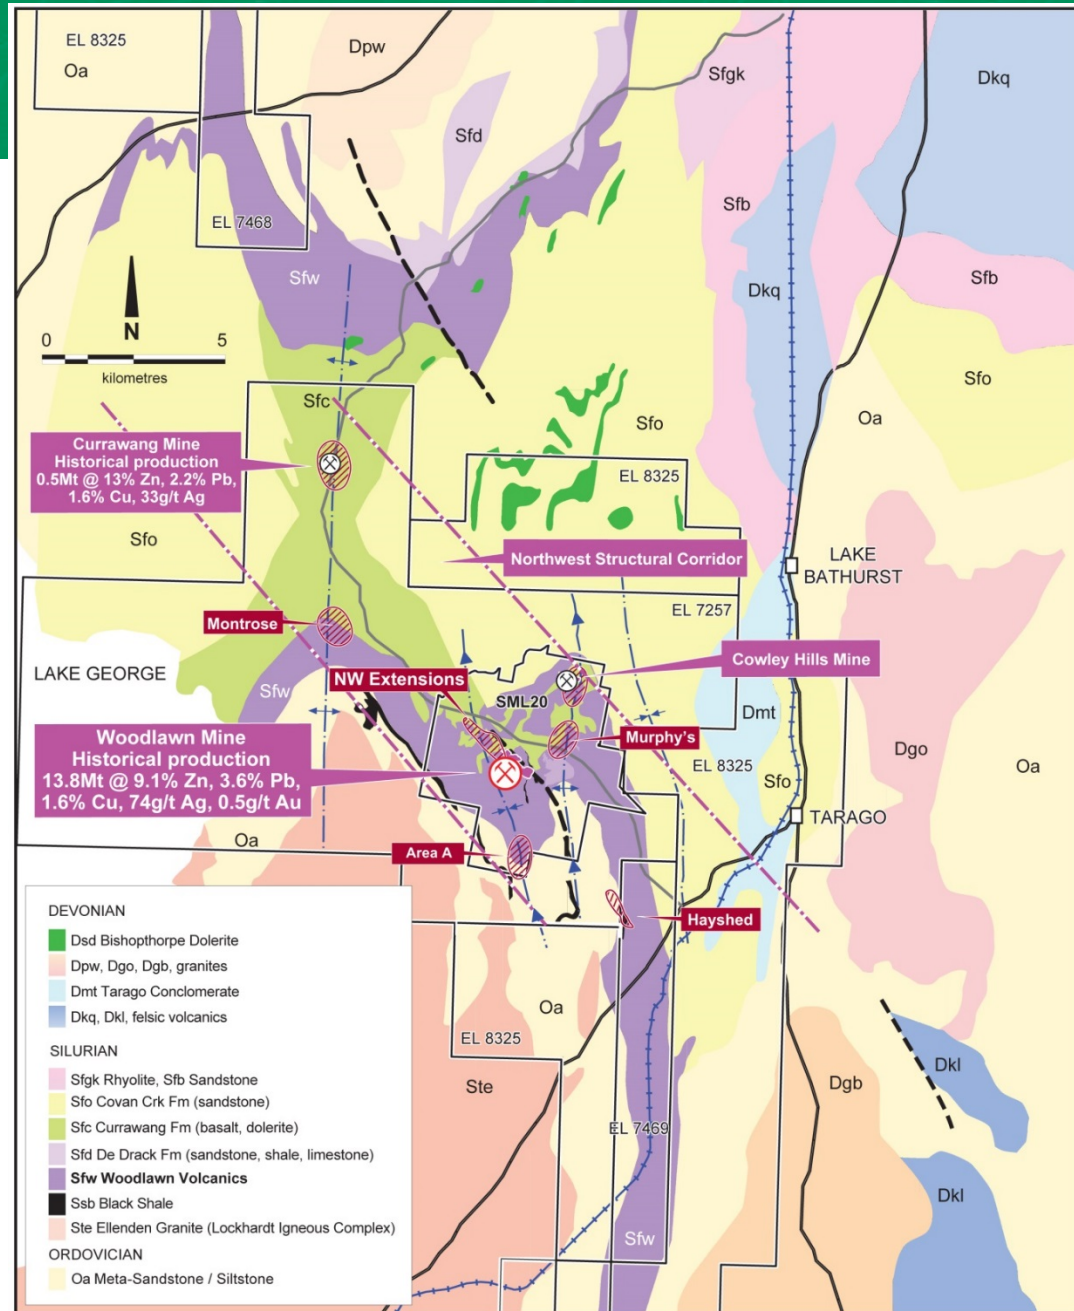 EL 8325
Oa
Dpw
Sfgk
Dkq
Sfd
Sfb
EL 7468
Sfw
Dkq
Sfb
N
0 5
kilometres
Sfc
Sfo
Sfo
Oa
Currawang Mine
Historical production
0.5Mt @ 13% Zn, 2.2% Pb,
1.6% Cu, 33g/t Ag
EL 8325
Sfo
Northwest Structural Corridor
LAKE
BATHURST
EL 7257
Montrose
LAKE GEORGE
Sfw
NW Extensions
Cowley Hills Mine
SML20
Dmt
Murphy's
Dgo
Oa
Woodlawn Mine
Historical production
13.8Mt @ 9.1% Zn, 3.6% Pb,
1.6% Cu, 74g/t Ag, 0.5g/t Au
EL 8325
Sfo
TARAGO
Oa
Area A
Hayshed
DEVONIAN
Dsd Bishopthorpe Dolerite
Dpw, Dgo, Dgb, granites
Dmt Tarago Conclomerate
Dkq, Dkl, felsic volcanics
SILURIAN
Sfgk Rhyolite, Sfb Sandstone
Sfo Covan Crk Fm (sandstone)
Sfc Currawang Fm (basalt, dolerite)
Sfd De Drack Fm (sandstone, shale, limestone)
Sfw Woodlawn Volcanics
Ssb Black Shale
Ste Ellenden Granite (Lockhardt Igneous Complex)
ORDOVICIAN
Oa Meta-Sandstone / Siltstone
Oa
EL 8325
Ste
Dgb
Dkl
EL 7469
Dkl
Sfw